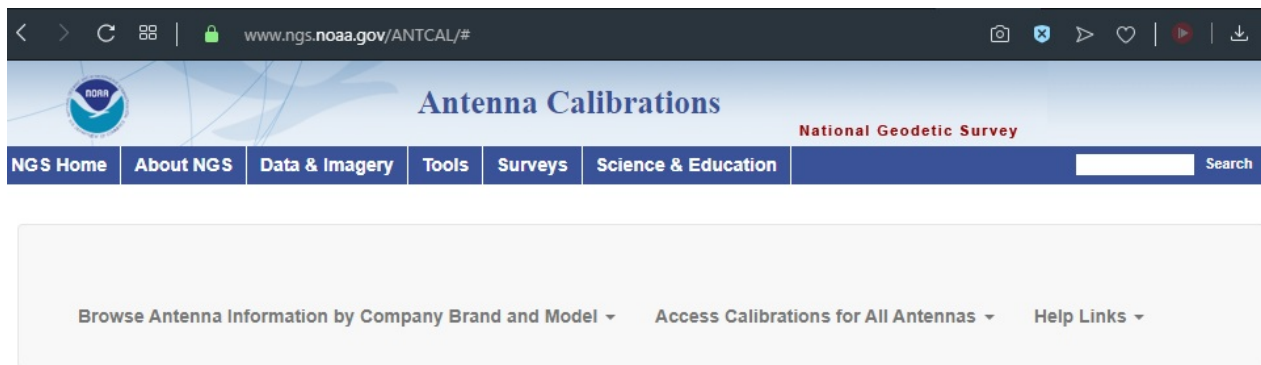 www.ngs.noaa.gov/ANTCAL/#
NOAA
Antenna Calibrations
National Geodetic Survey
NGS Home About NGS Data & Imagery Tools Surveys Science & Education Search
Browse Antenna Information by Company Brand and Model Access Calibrations for All Antennas Help Links